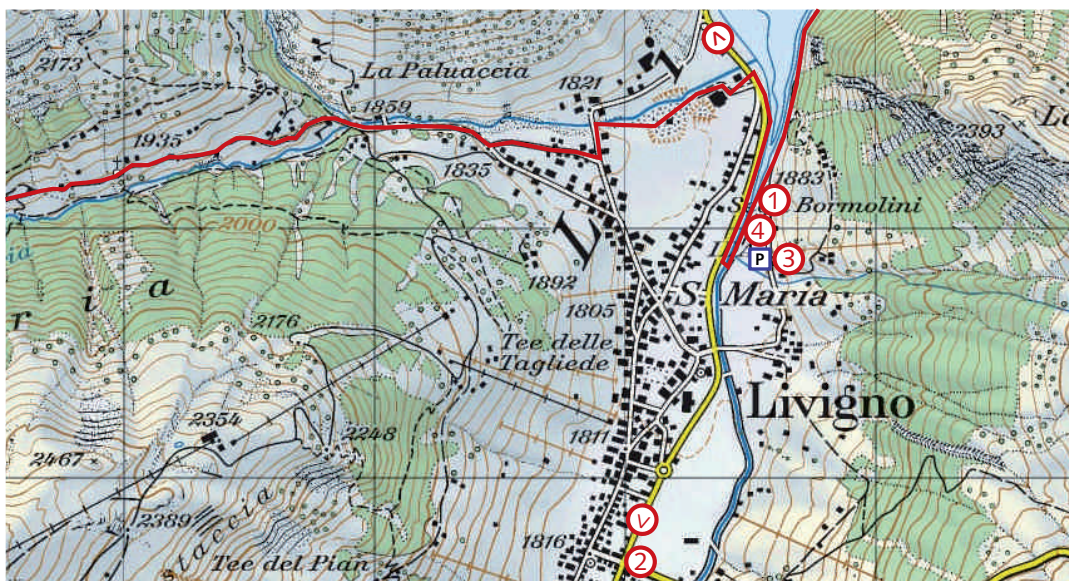 2173
La Paluaccia
1821
1859
1935
1835
2393
1883
1
Bormolini
4
P
3
2000
L
i
r i a
1892
1805
S. Maria
2176
Tee delle
Tagliede
Livigno
2354
2248
1811
2467
2389
staccia
1816
Tee del Pian
V
2